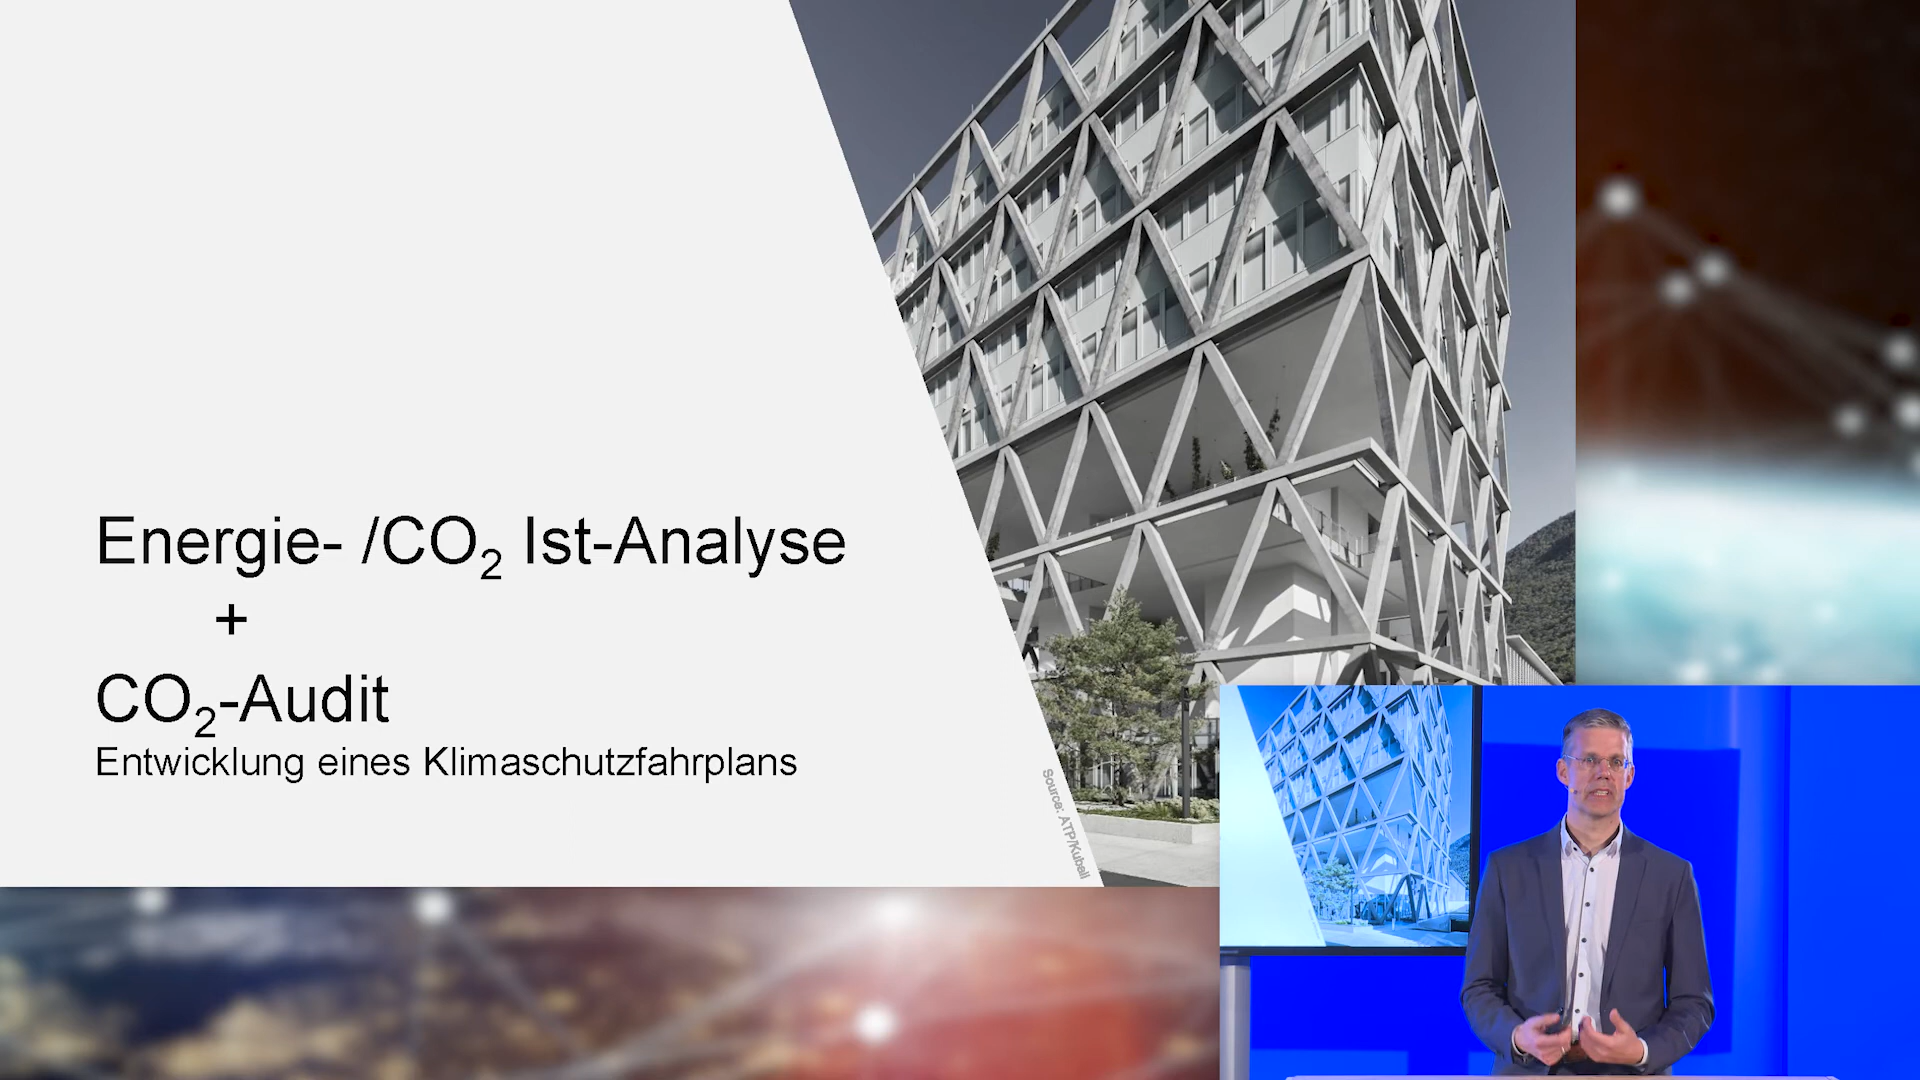 Energie- /CO₂ Ist-Analyse
+
CO₂-Audit
Entwicklung eines Klimaschutzfahrplans
Source: ATP/Kuball